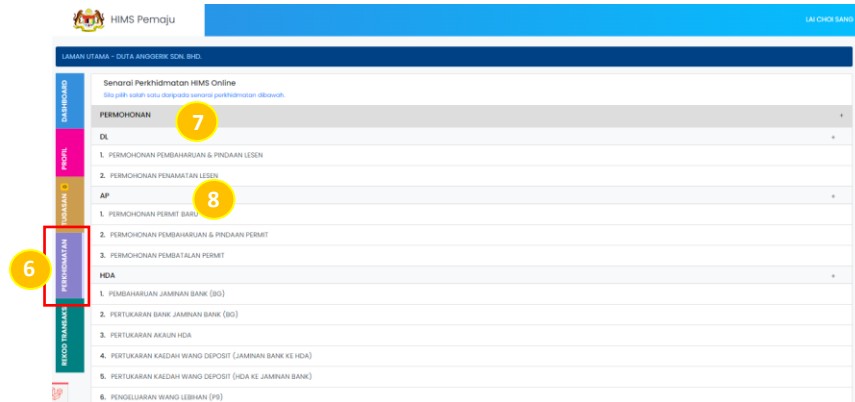 HIMS Pemaju
LAI CHOI SANG
LAMAN UTAMA - DUTA ANGGERIK SDN. BHD.
DASHBOARD
PROFIL
TUGASAN
PERKHIDMATAN
REKOD TRANSAKS
6
Senarai Perkhidmatan HIMS Online
Sila pilih salah satu daripada senarai perkhidmatan dibawah.
PERMOHONAN
7
DL
1. PERMOHONAN PEMBAHARUAN & PINDAAN LESEN
2. PERMOHONAN PENAMATAN LESEN
AP
8
1. PERMOHONAN PERMIT BARU
2. PERMOHONAN PEMBAHARUAN & PINDAAN PERMIT
3. PERMOHONAN PEMBATALAN PERMIT
HDA
1. PEMBAHARUAN JAMINAN BANK (BG)
2. PERTUKARAN BANK JAMINAN BANK (BG)
3. PERTUKARAN AKAUN HDA
4. PERTUKARAN KAEDAH WANG DEPOSIT (JAMINAN BANK KE HDA)
5. PERTUKARAN KAEDAH WANG DEPOSIT (HDA KE JAMINAN BANK)
6. PENGELUARAN WANG LEBIHAN (P9)